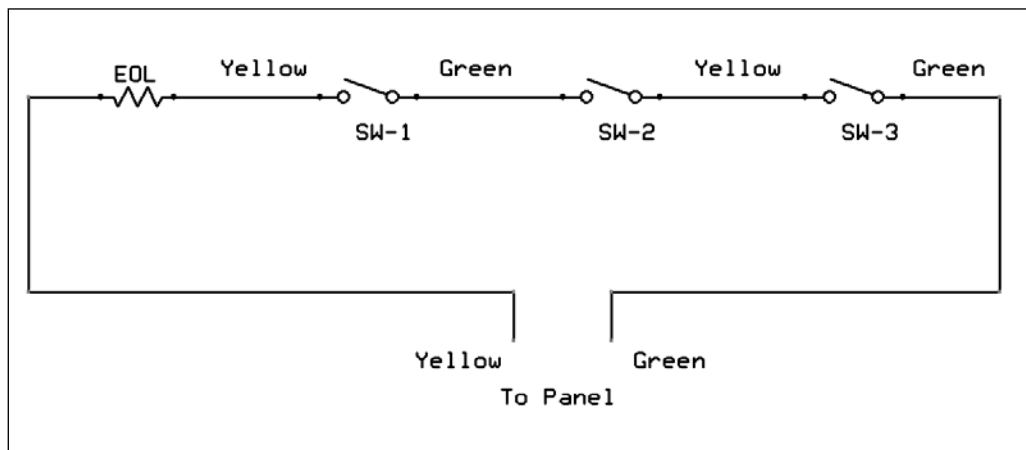 EOL Yellow Green Yellow Green
SW-1 SW-2 SW-3
Yellow Green
To Panel